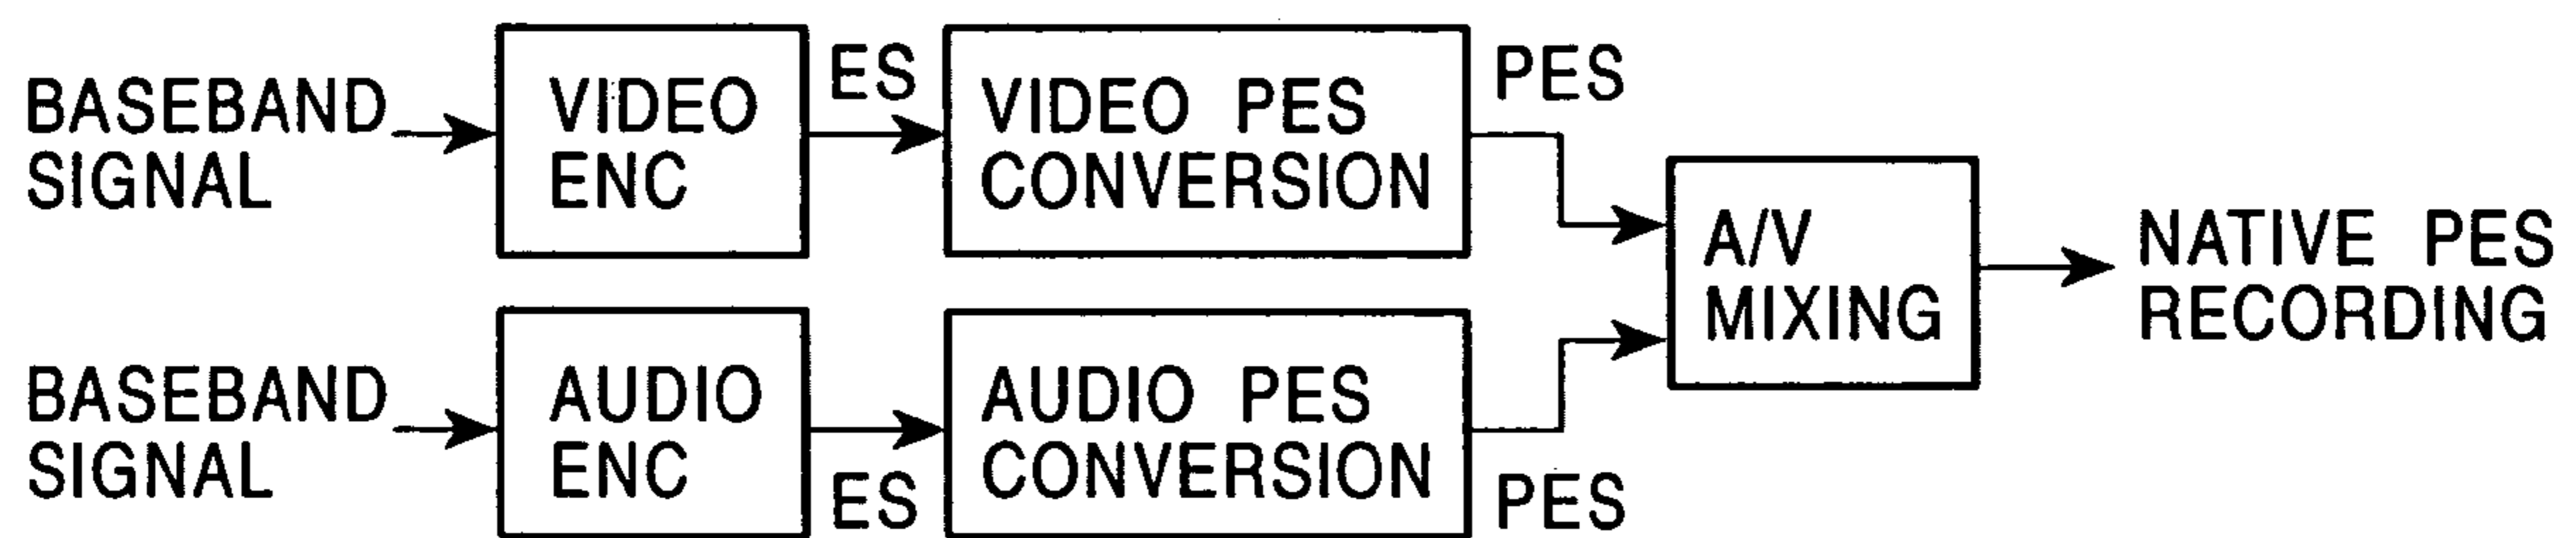 BASEBAND
SIGNAL
VIDEO
ENC
ES
VIDEO PES
CONVERSION
PES
BASEBAND
SIGNAL
AUDIO
ENC
ES
AUDIO PES
CONVERSION
PES
A/V
MIXING
NATIVE PES
RECORDING